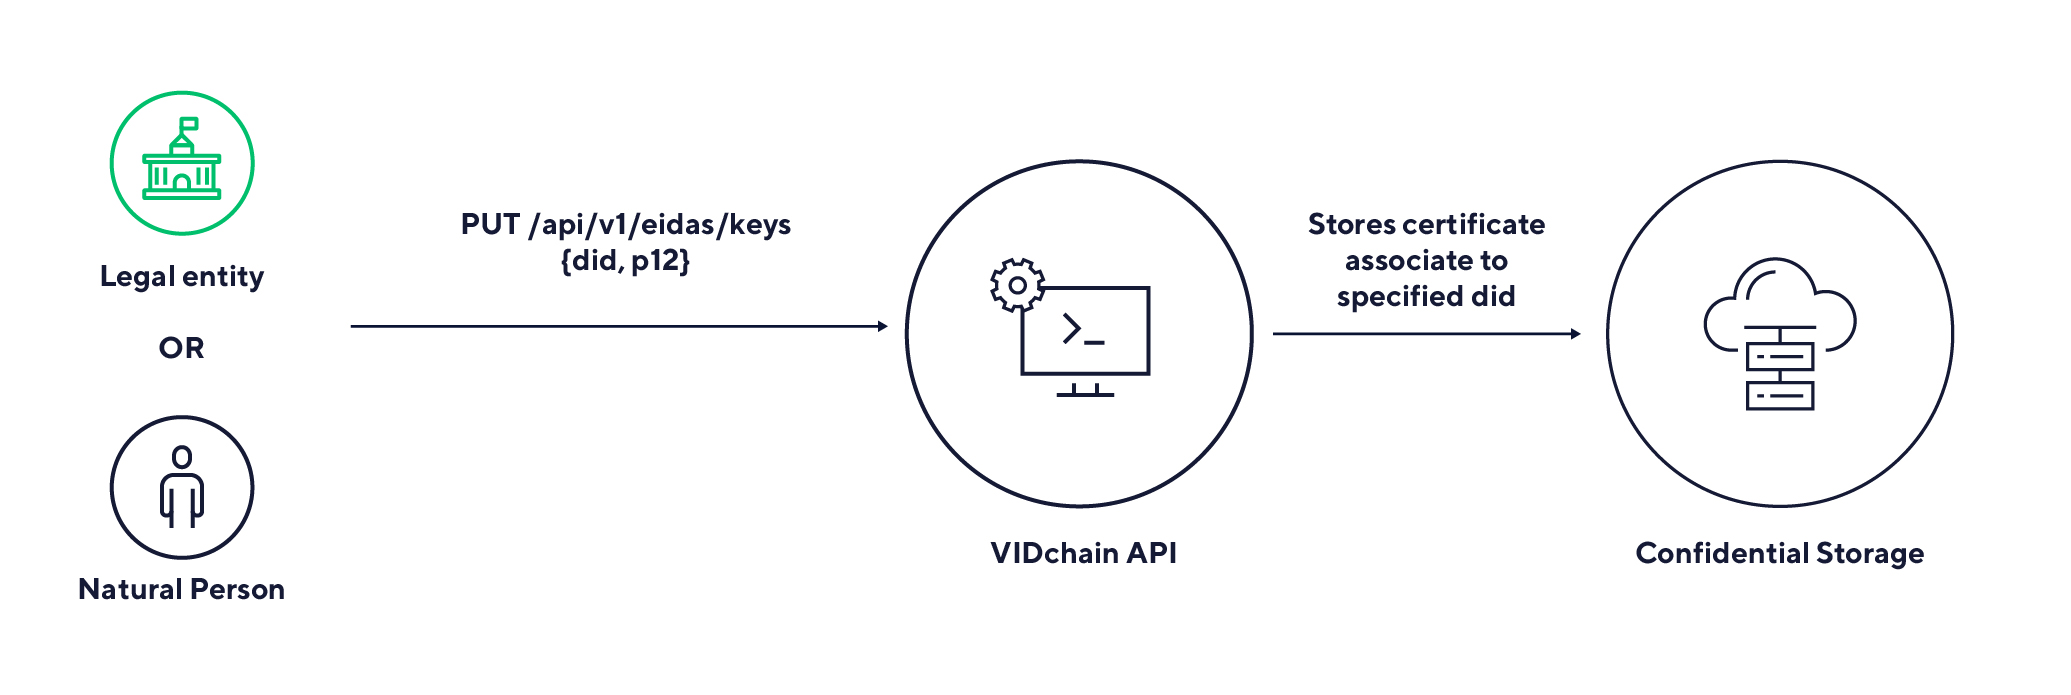 Legal entity
OR
Natural Person
PUT /api/v1/eidas/keys
{did, p12}
VIDchain API
Stores certificate
associate to
specified did
Confidential Storage